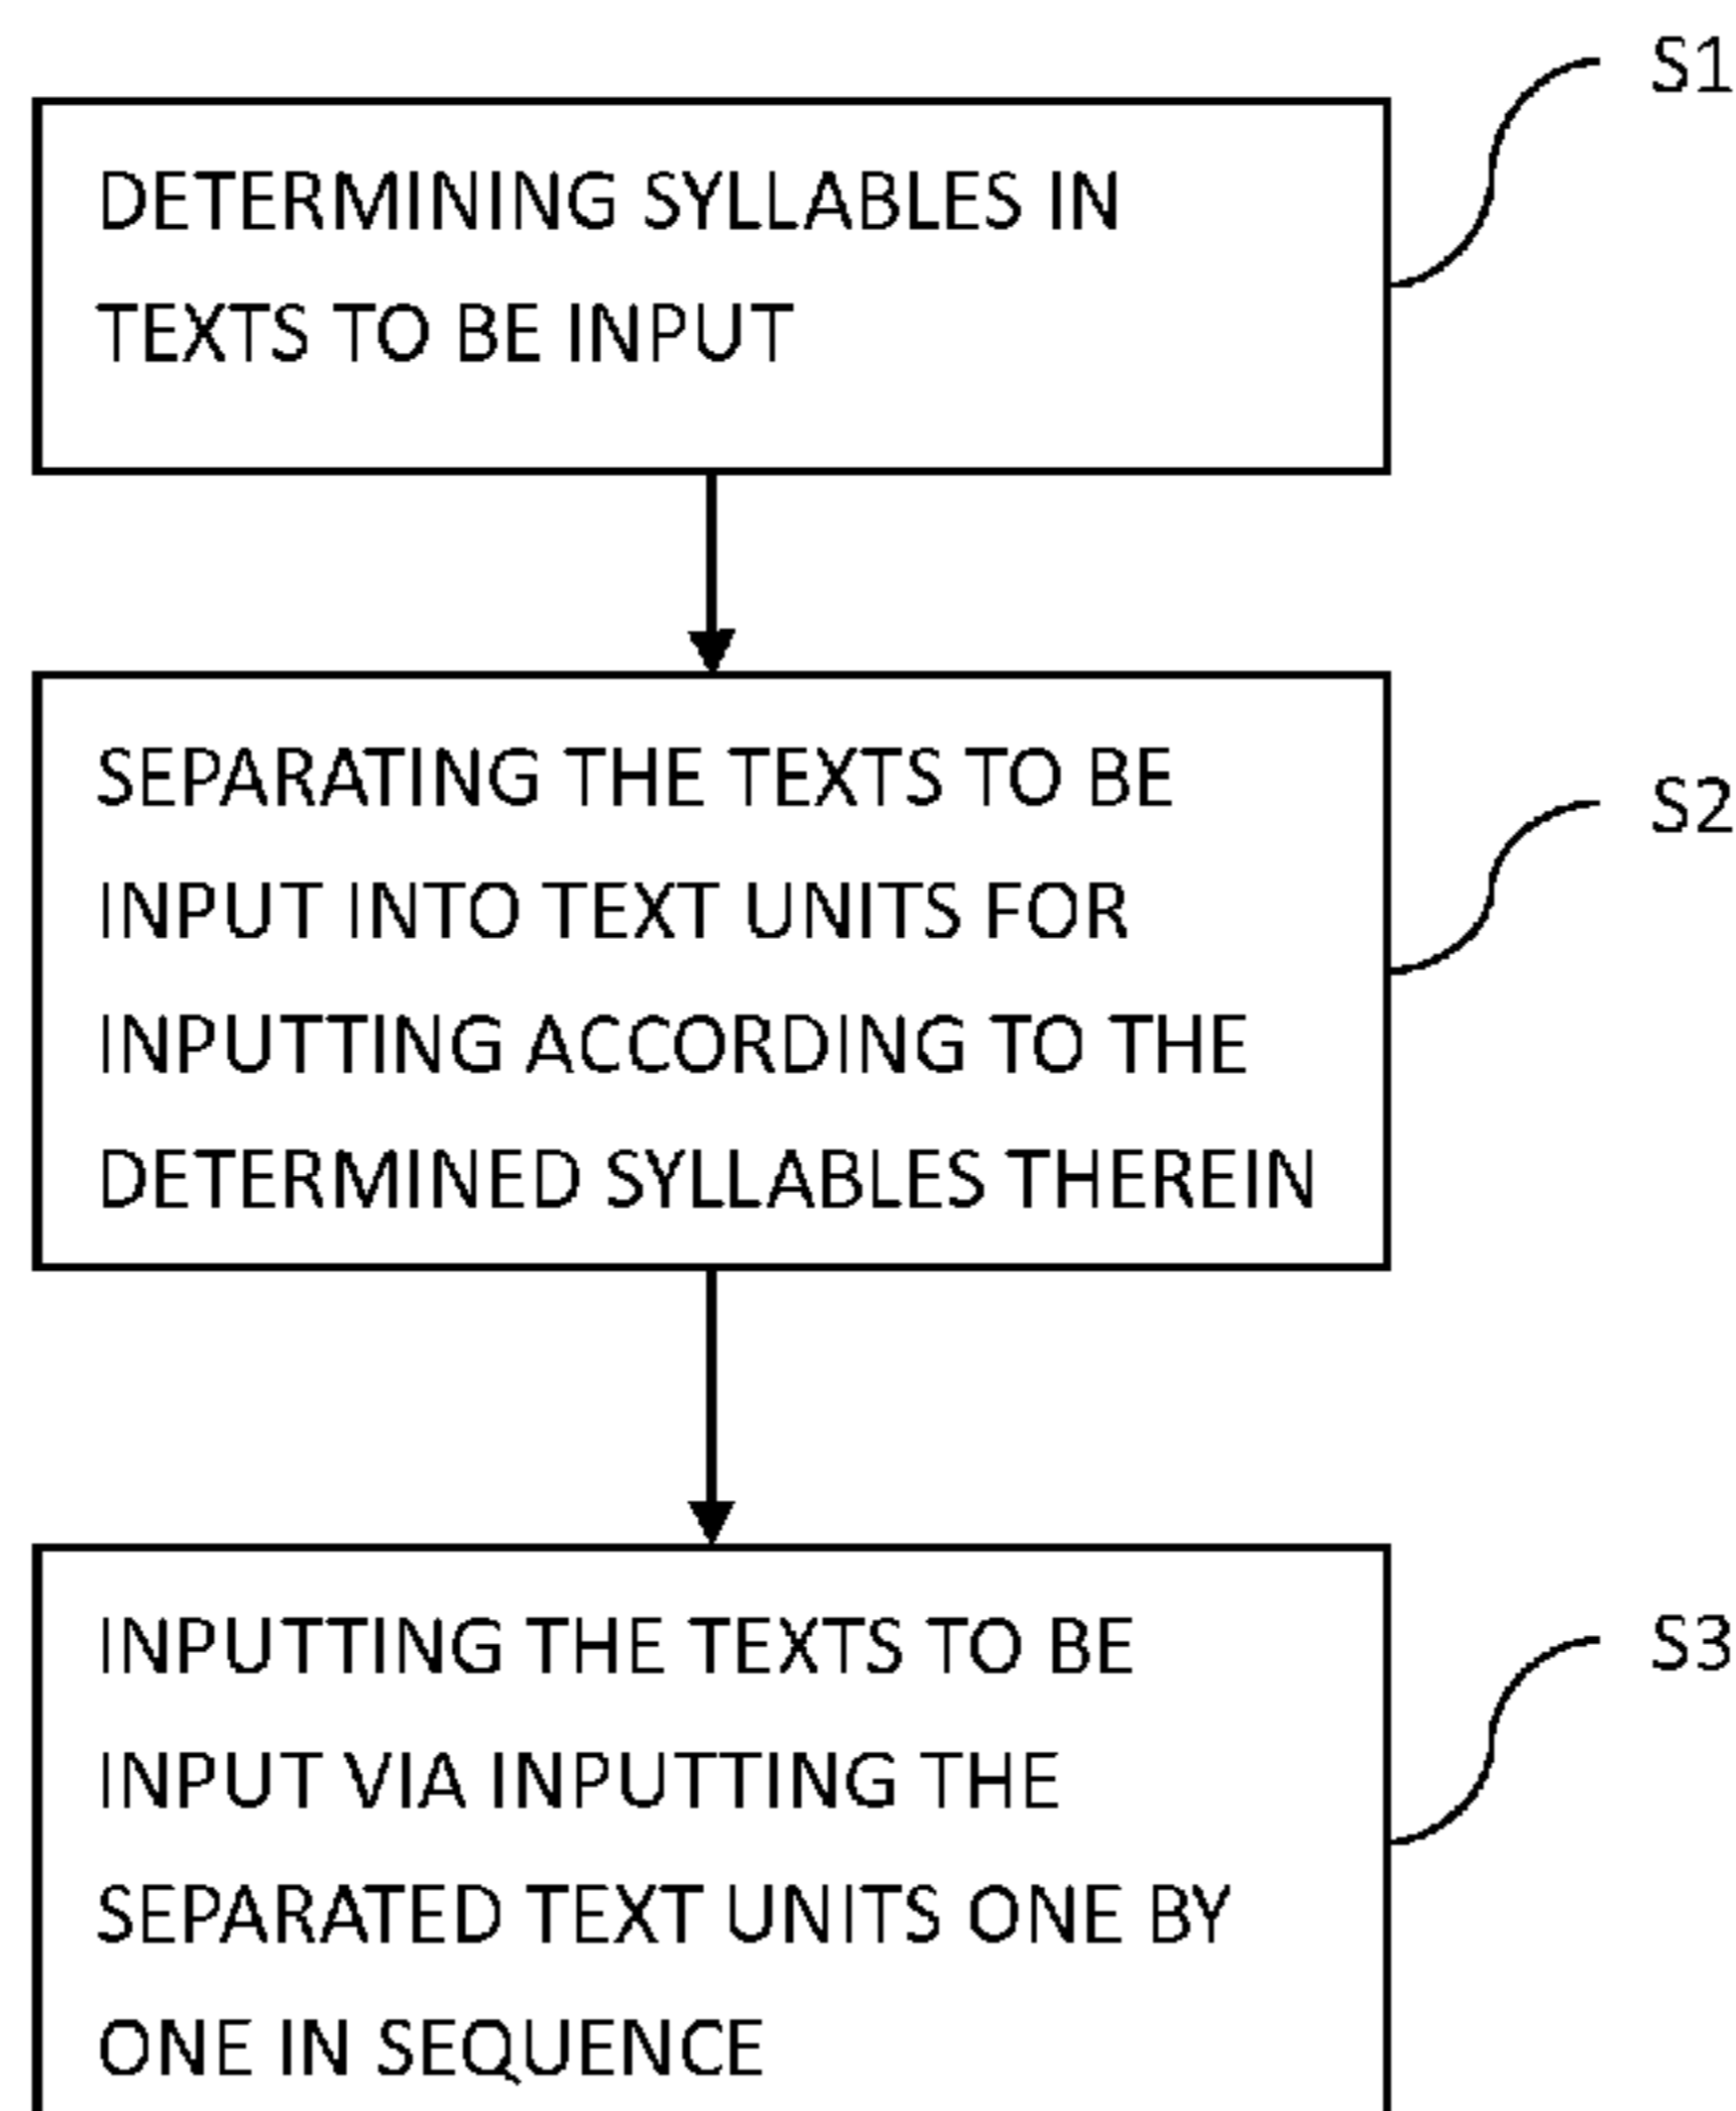 S1
DETERMINING SYLLABLES IN
TEXTS TO BE INPUT
SEPARATING THE TEXTS TO BE
S2
INPUT INTO TEXT UNITS FOR
INPUTTING ACCORDING TO THE
DETERMINED SYLLABLES THEREIN
INPUTTING THE TEXTS TO BE
S3
INPUT VIA INPUTTING THE
SEPARATED TEXT UNITS ONE BY
ONE IN SEQUENCE